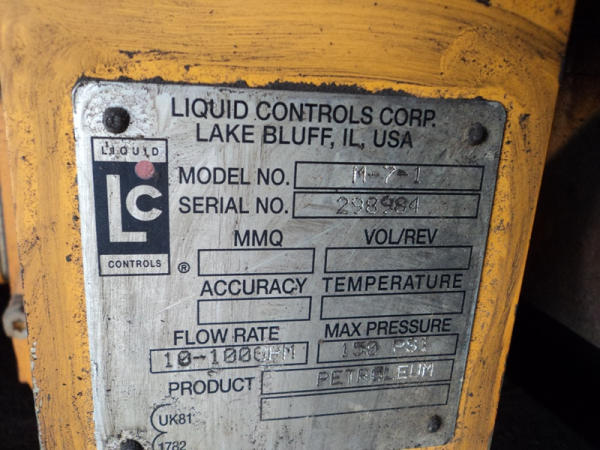 LIQUID CONTROLS CORP.
LAKE BLUFF, IL, USA
LIQUID
LC
CONTROLS
®
MODEL NO. M-7-1
SERIAL NO. 298984
MMQ VOL/REV
ACCURACY TEMPERATURE
FLOW RATE MAX PRESSURE
10-100GPM 150 PSI
PRODUCT PETROLEUM
UK81
1782